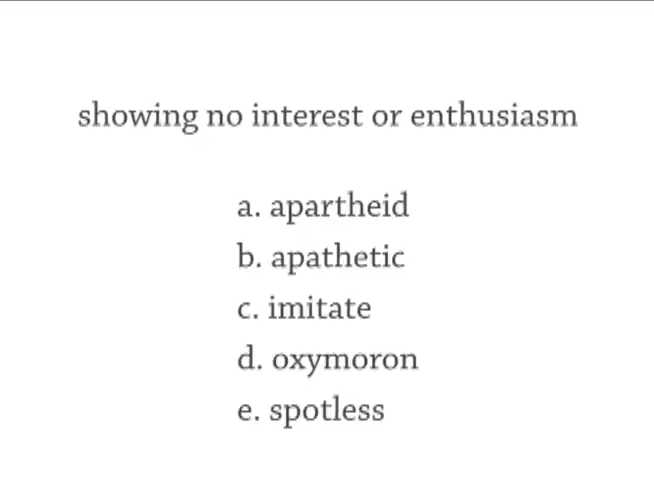 showing no interest or enthusiasm
a. apartheid
b. apathetic
c. imitate
d. oxymoron
e. spotless